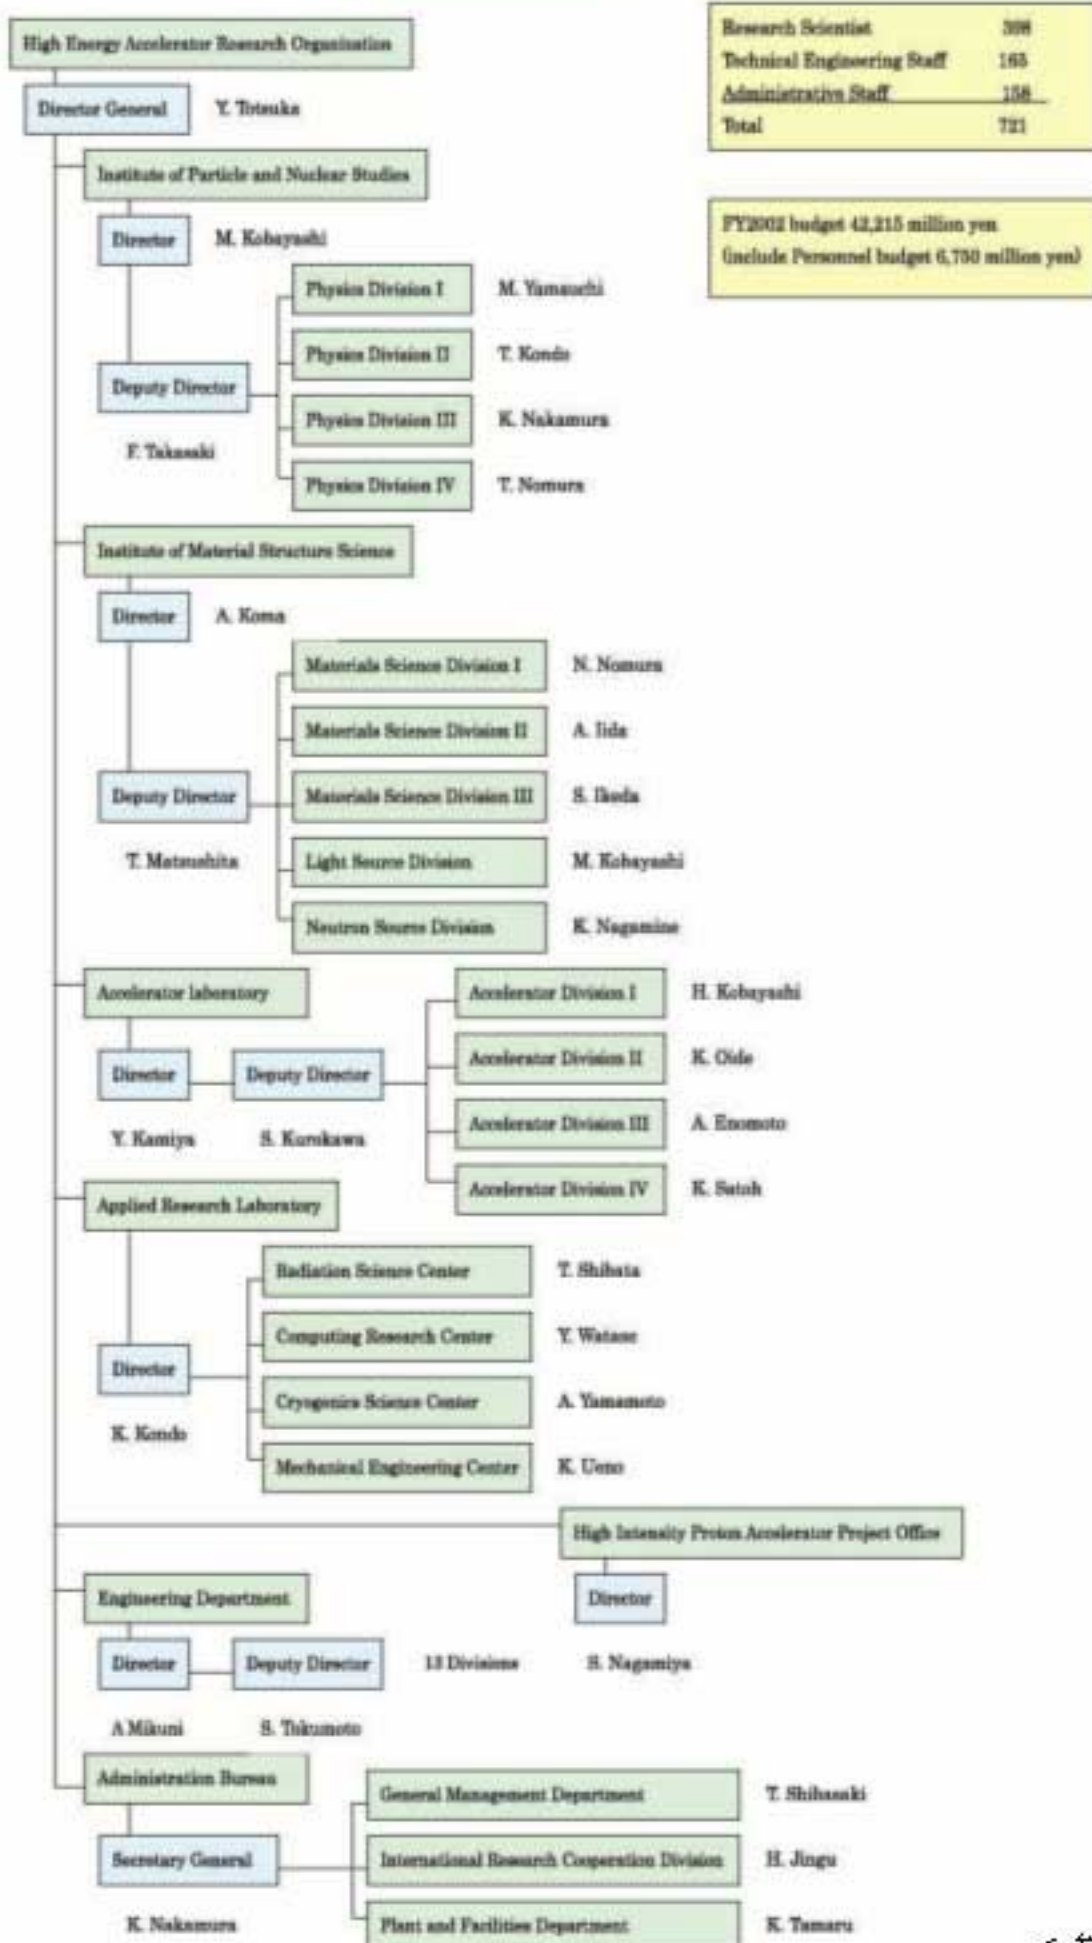 High Energy Accelerator Research Organization
Director General Y. Totsuka
Institute of Particle and Nuclear Studies
Director M. Kobayashi
Physics Division I M. Yamauchi
Physics Division II T. Kondo
Deputy Director
Physics Division III K. Nakamura
F. Takasaki
Physics Division IV T. Nomura
Institute of Material Structure Science
Director A. Koma
Materials Science Division I N. Nomura
Materials Science Division II A. Iida
Deputy Director
Materials Science Division III S. Ikeda
T. Matsushita
Light Source Division M. Kobayashi
Neutron Source Division K. Nagamine
Accelerator laboratory
Director Deputy Director
Y. Kamiya S. Kurokawa
Accelerator Division I H. Kobayashi
Accelerator Division II K. Oide
Accelerator Division III A. Enomoto
Accelerator Division IV K. Satoh
Applied Research Laboratory
Radiation Science Center T. Shibata
Computing Research Center Y. Watase
Director
Cryogenics Science Center A. Yamamoto
K. Kondo
Mechanical Engineering Center K. Ueno
High Intensity Proton Accelerator Project Office
Director
S. Nagamiya
Engineering Department
Director Deputy Director 13 Divisions
A Mikuni S. Tokumoto
Administration Bureau
General Management Department T. Shibasaki
Secretary General
International Research Cooperation Division H. Jingu
K. Nakamura
Plant and Facilities Department K. Tamaru
Research Scientist 398
Technical Engineering Staff 165
Administrative Staff 158
Total 721
FY2002 budget 42,215 million yen
(include Personnel budget 6,750 million yen)